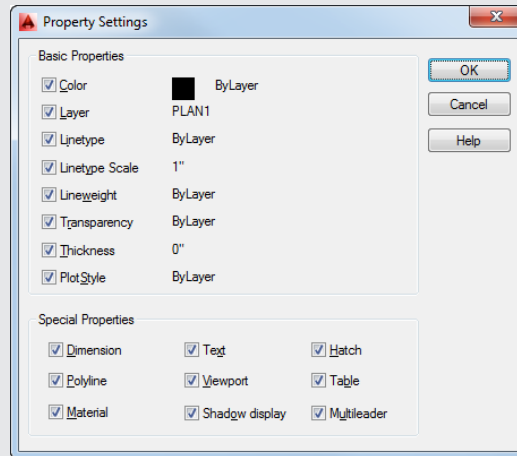 Property Settings
Basic Properties
OK
Color ByLayer
Layer PLAN1
Cancel
Linetype ByLayer
Help
Linetype Scale 1"
Lineweight ByLayer
Transparency ByLayer
Thickness 0"
PlotStyle ByLayer
Special Properties
Dimension Text Hatch
Polyline Viewport Table
Material Shadow display Multileader